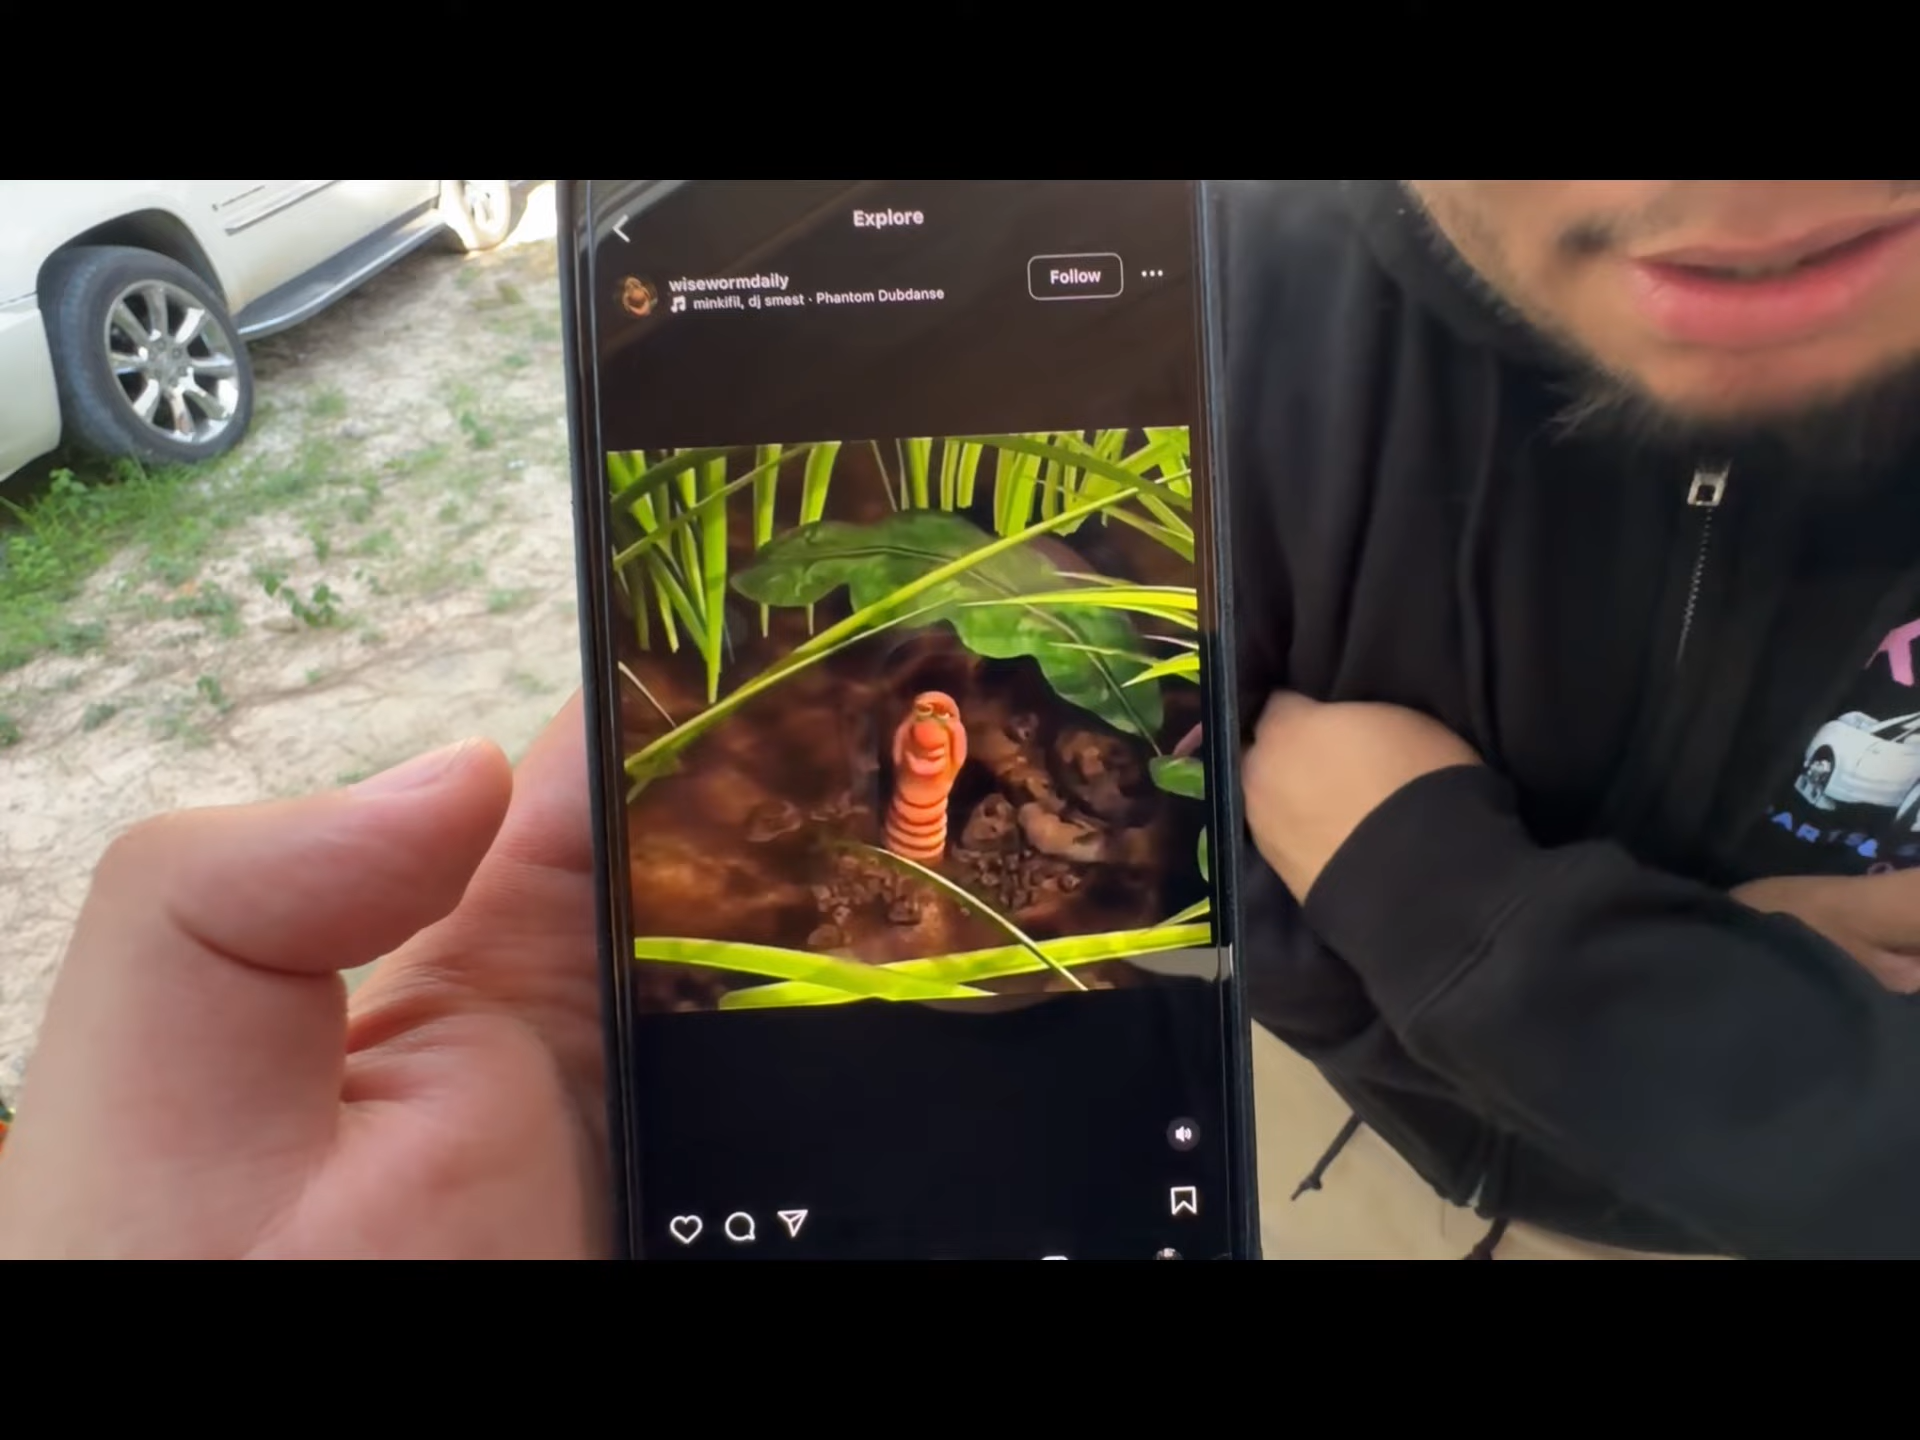 Explore
wisewormdaily
minkifil, dj smest · Phantom Dubdanse
Follow